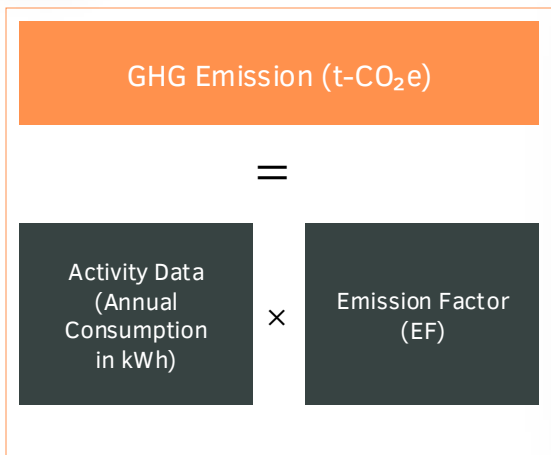 GHG Emission (t-CO₂e)
=
Activity Data
(Annual
Consumption
in kWh)
×
Emission Factor
(EF)